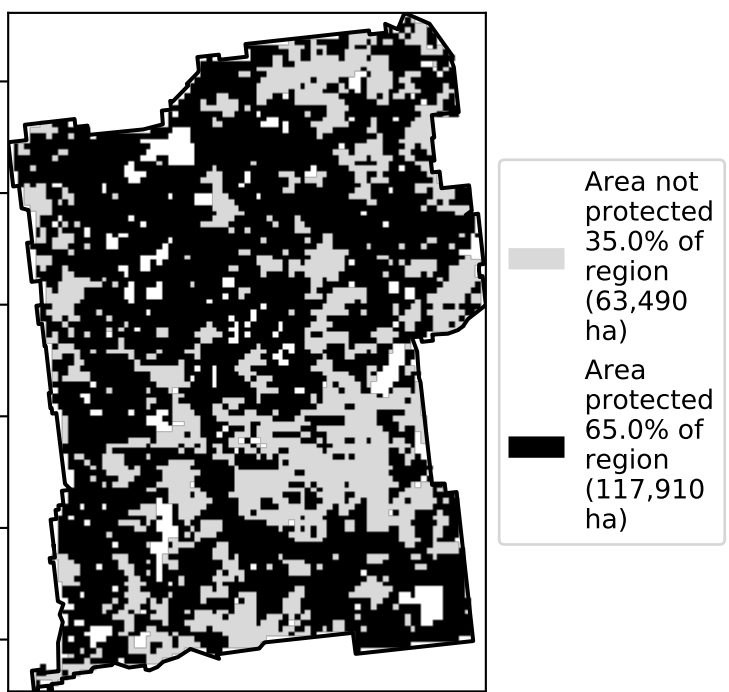 Area not
protected
35.0% of
region
(63,490
ha)
Area
protected
65.0% of
region
(117,910
ha)